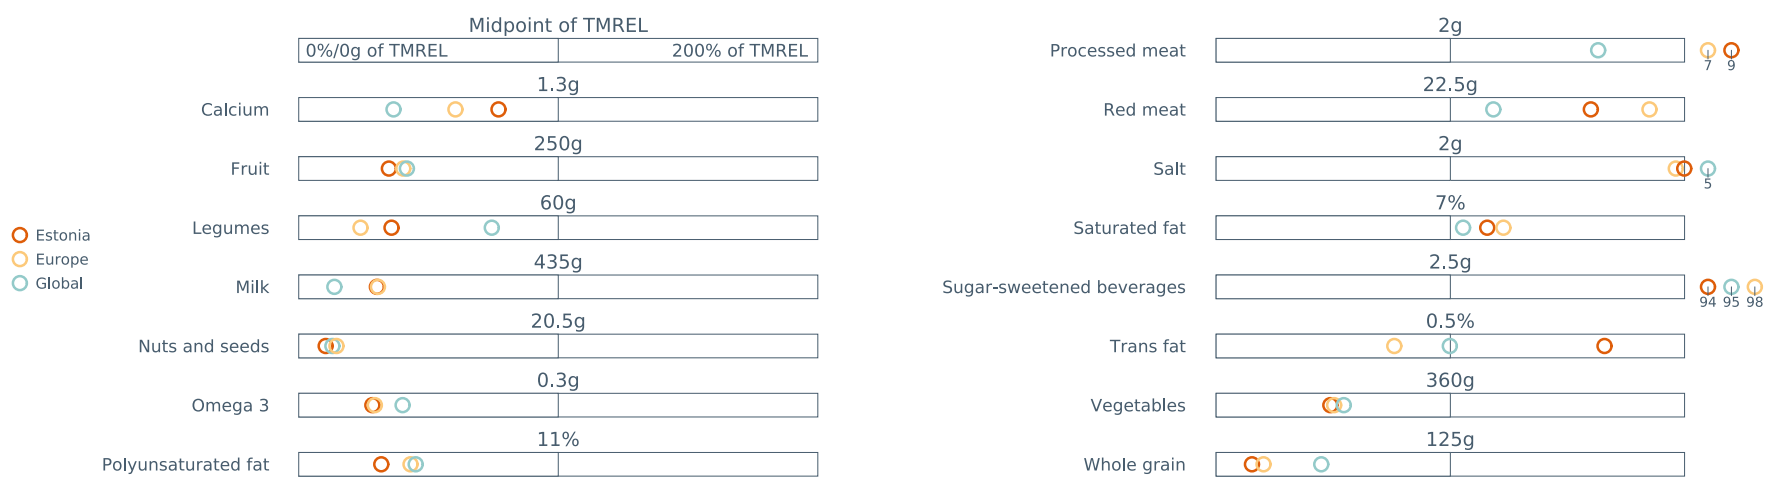 Midpoint of TMREL
0%/0g of TMREL 200% of TMREL
1.3g
Calcium
250g
Fruit
60g
Legumes
435g
Milk
20.5g
Nuts and seeds
0.3g
Omega 3
11%
Polyunsaturated fat
Estonia
Europe
Global
2g
Processed meat
7 9
22.5g
Red meat
2g
Salt
5
7%
Saturated fat
2.5g
Sugar-sweetened beverages
94 95 98
0.5%
Trans fat
360g
Vegetables
125g
Whole grain